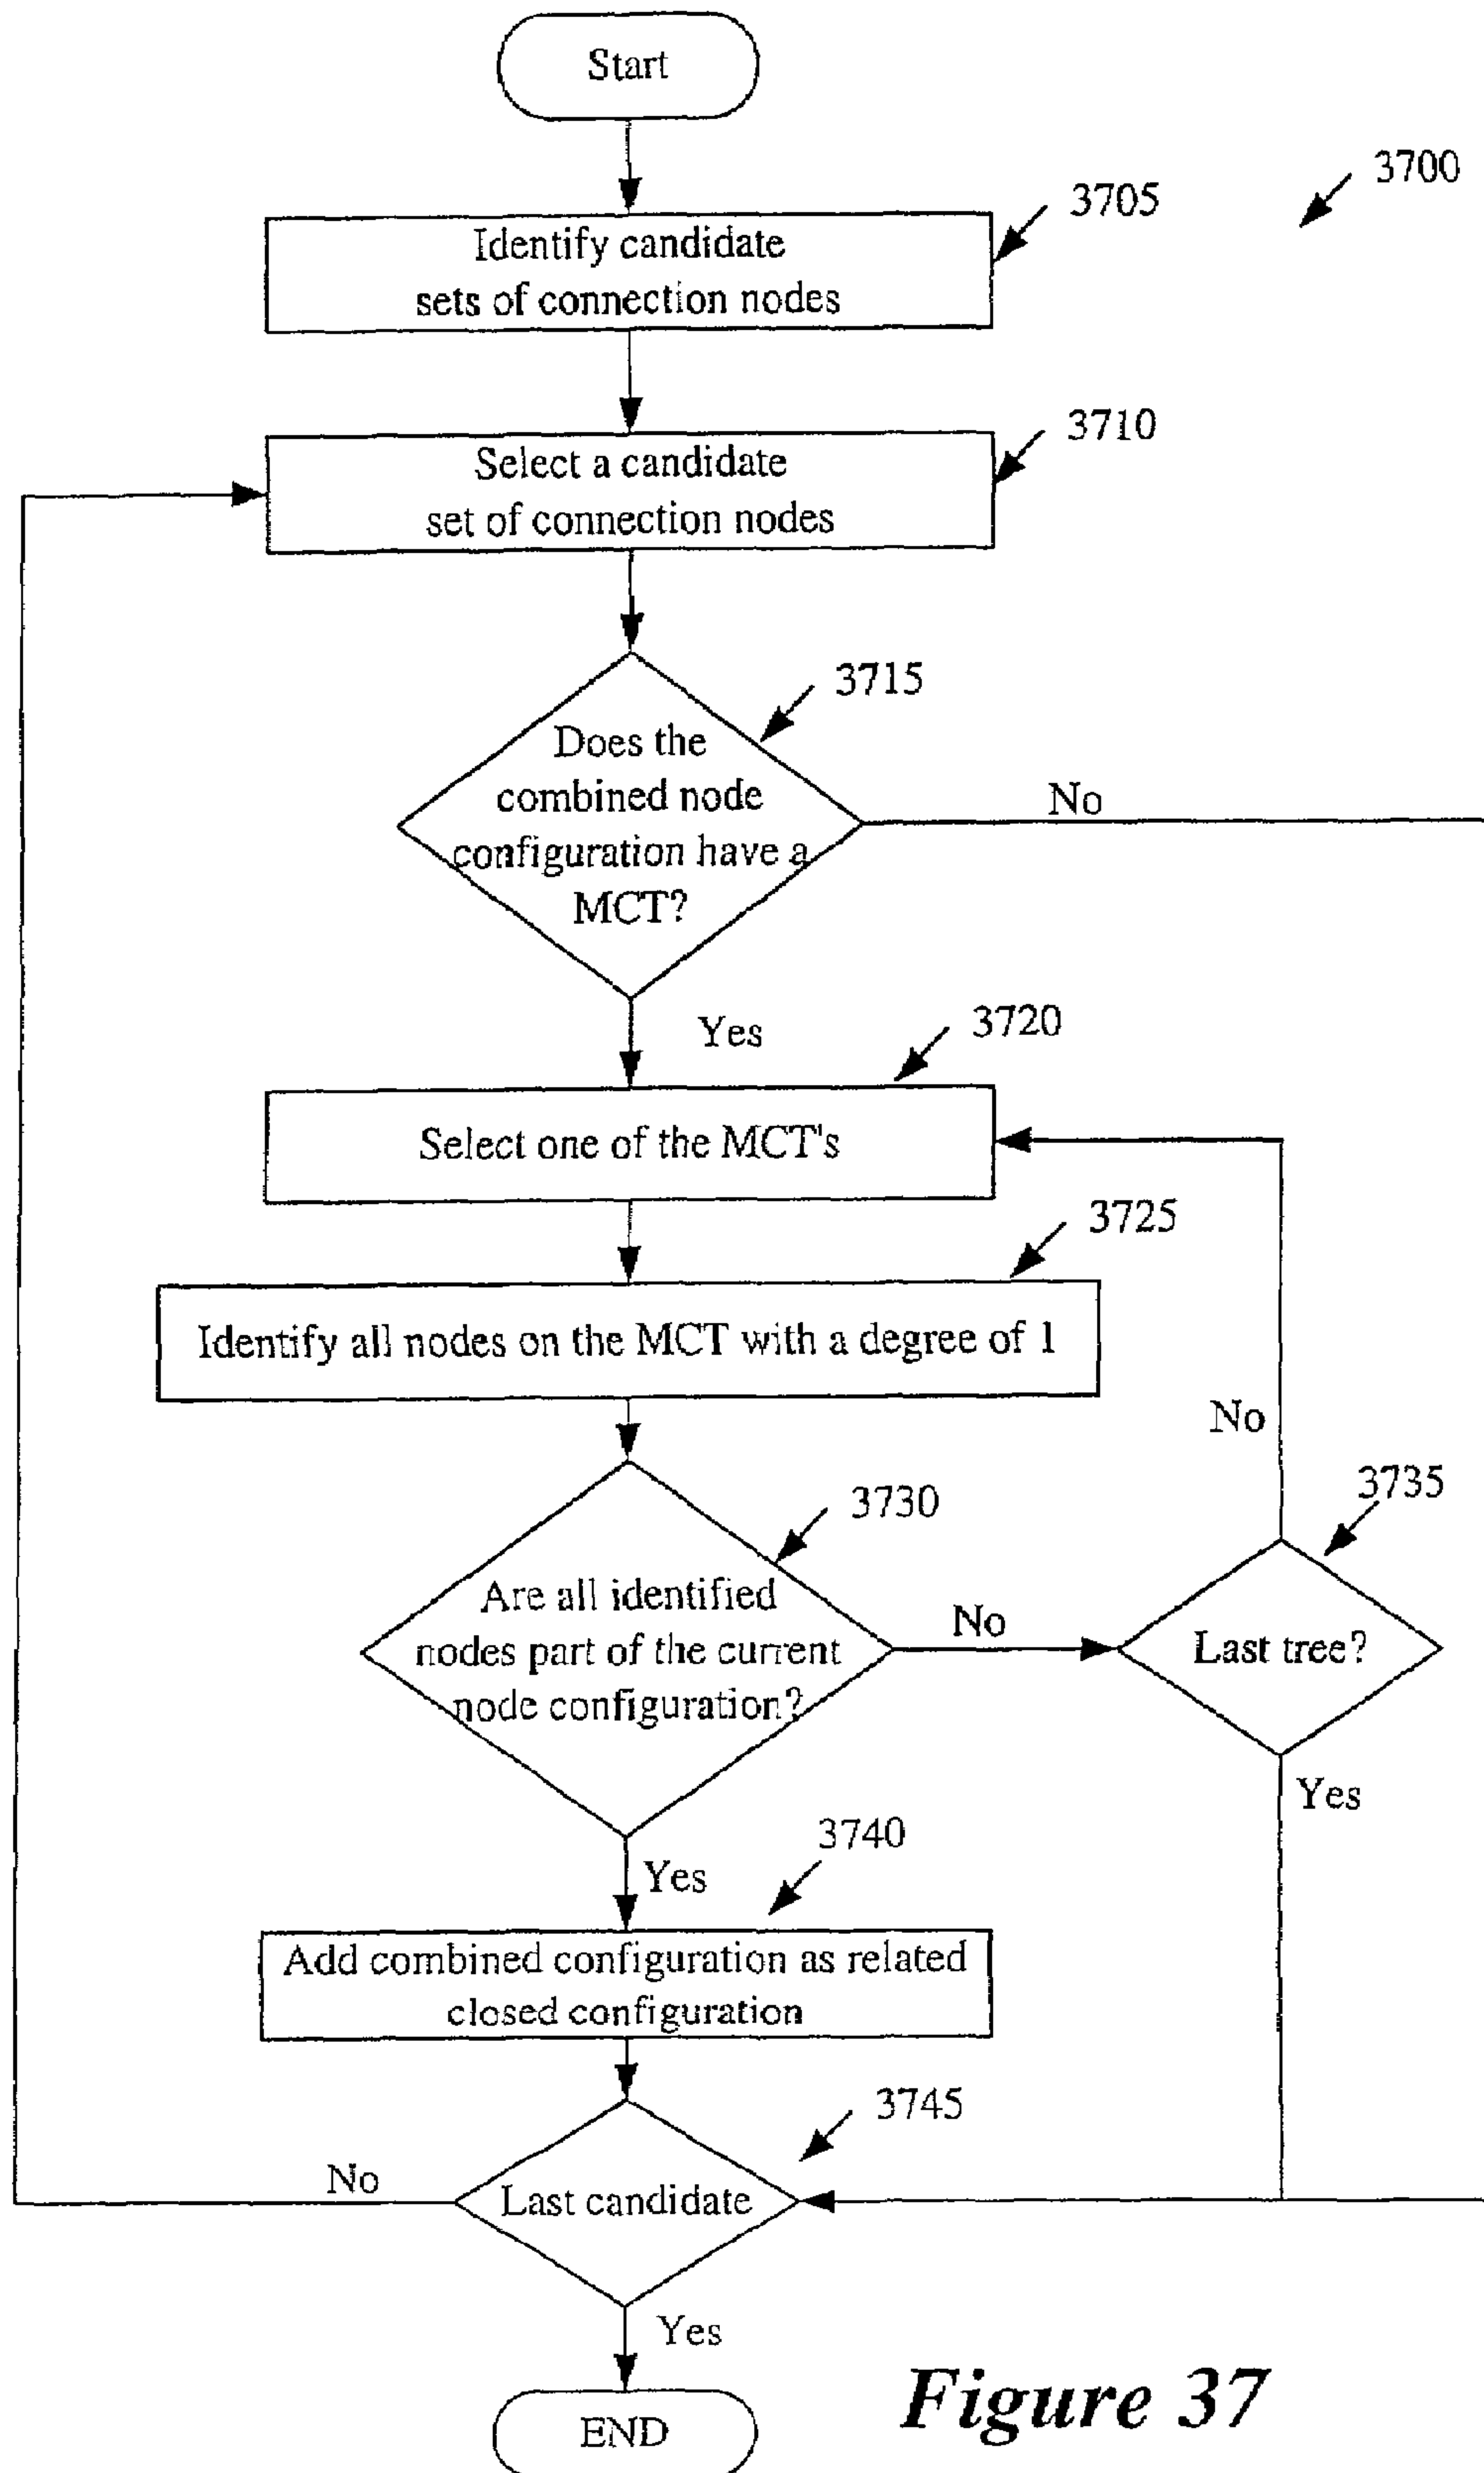 Start
3700
3705
Identify candidate
sets of connection nodes
3710
Select a candidate
set of connection nodes
3715
Does the
combined node
configuration have a
MCT?
No
Yes
3720
Select one of the MCT's
3725
Identify all nodes on the MCT with a degree of 1
No
3730
3735
Are all identified
nodes part of the current
node configuration?
No
Last tree?
Yes
3740
Yes
Add combined configuration as related
closed configuration
3745
No
Last candidate
Yes
END
Figure 37